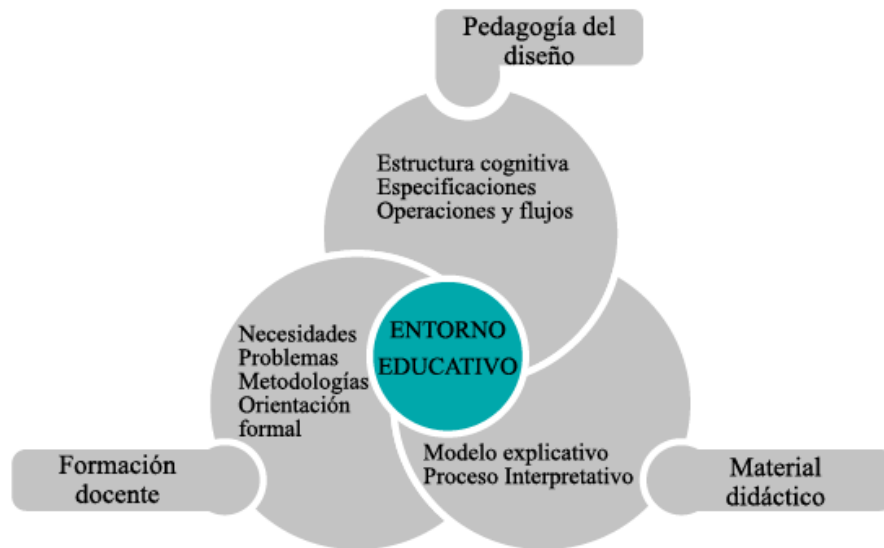 Pedagogía del
diseño
Estructura cognitiva
Especificaciones
Operaciones y flujos
ENTORNO
EDUCATIVO
Necesidades
Problemas
Metodologías
Orientación
formal
Modelo explicativo
Proceso Interpretativo
Formación
docente
Material
didáctico